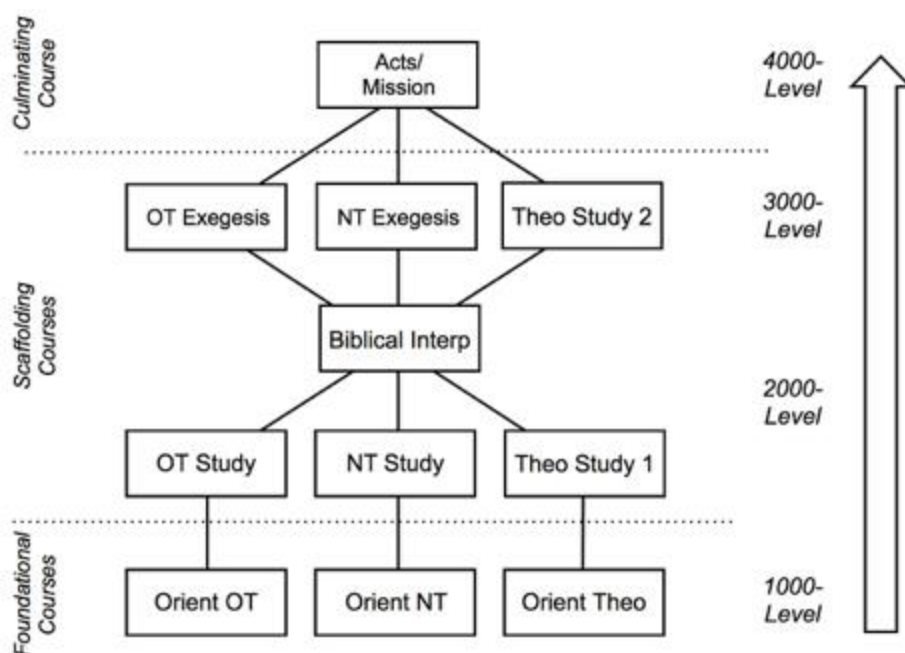 Culminating
Course
Acts/
Mission
4000-
Level
OT Exegesis
NT Exegesis
Theo Study 2
3000-
Level
Scaffolding
Courses
Biblical Interp
2000-
Level
OT Study
NT Study
Theo Study 1
Foundational
Courses
Orient OT
Orient NT
Orient Theo
1000-
Level